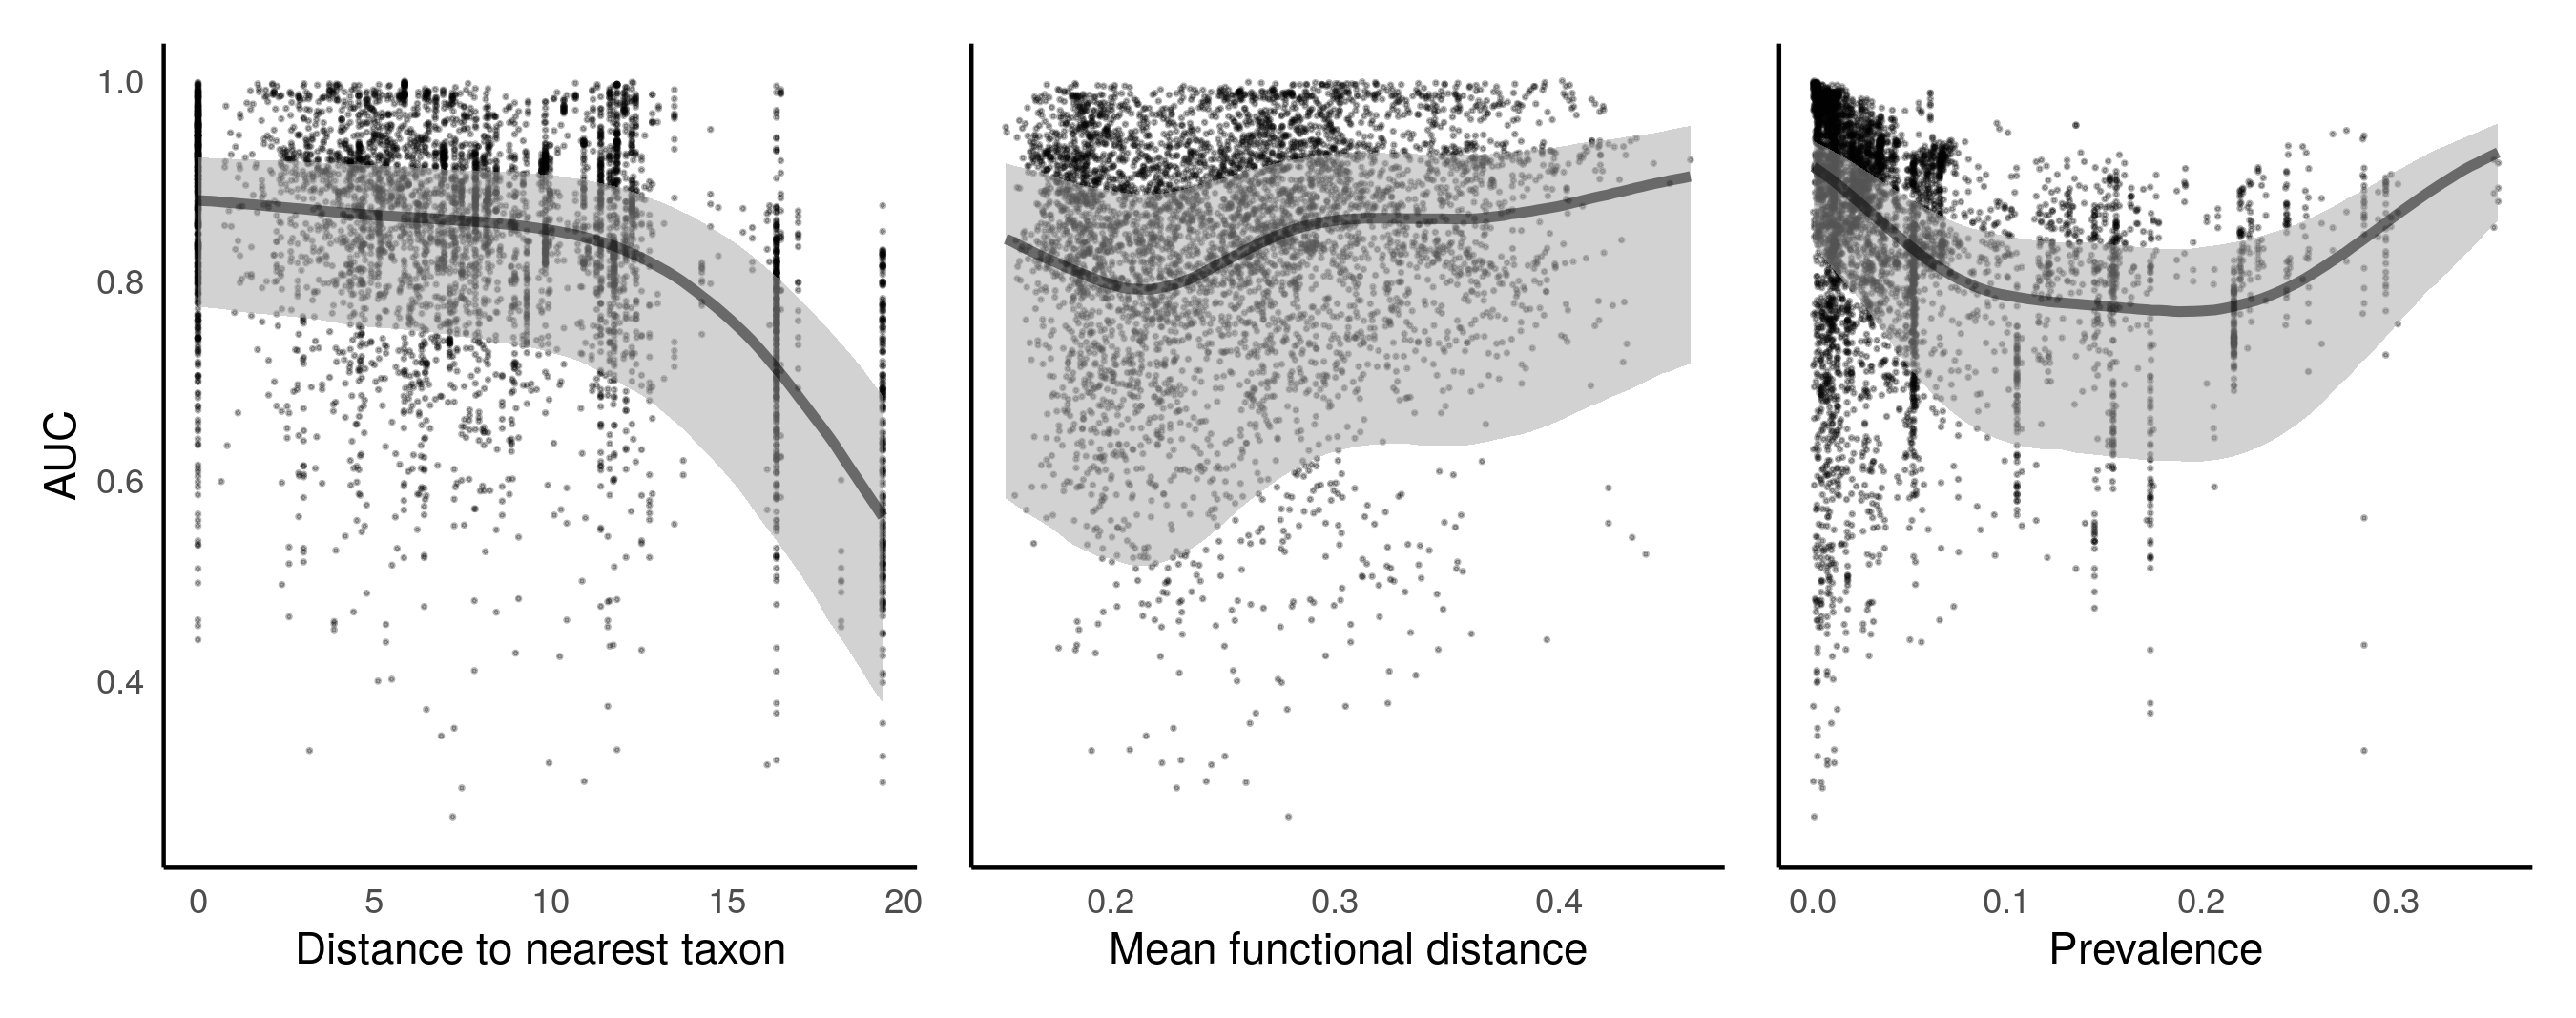 AUC
1.0
0.8
0.6
0.4
0 5 10 15 20
0.2 0.3 0.4
0.0 0.1 0.2 0.3
Distance to nearest taxon
Mean functional distance
Prevalence